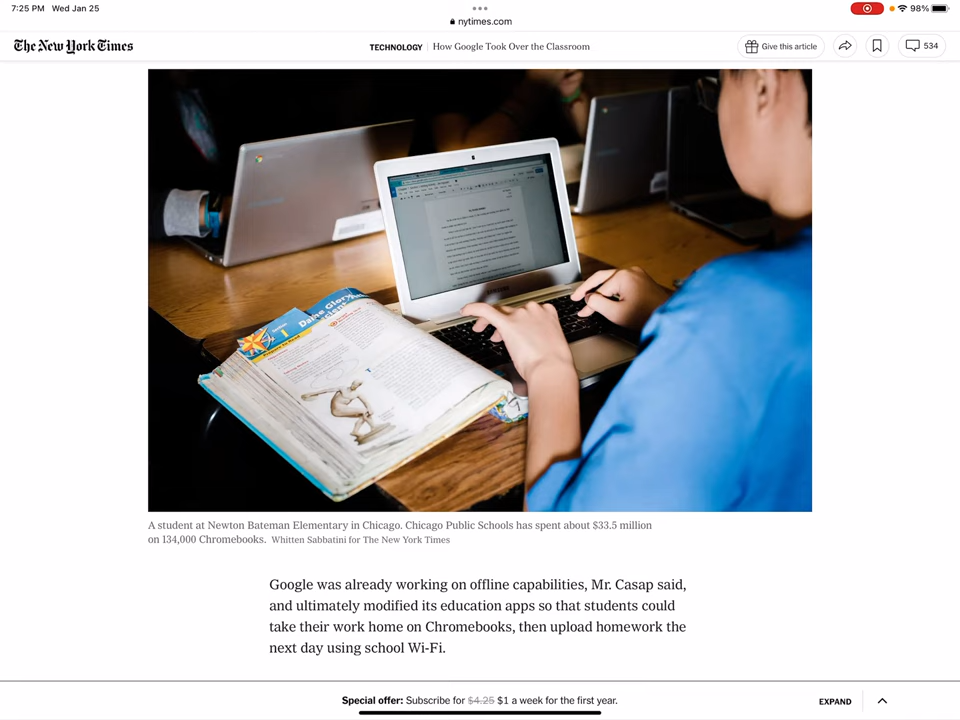 7:25 PM Wed Jan 25
98%
nytimes.com
The New York Times
TECHNOLOGY | How Google Took Over the Classroom
Give this article
534
A student at Newton Bateman Elementary in Chicago. Chicago Public Schools has spent about $33.5 million
on 134,000 Chromebooks. Whitten Sabbatini for The New York Times
Google was already working on offline capabilities, Mr. Casap said,
and ultimately modified its education apps so that students could
take their work home on Chromebooks, then upload homework the
next day using school Wi-Fi.
Special offer: Subscribe for $4.25 $1 a week for the first year.
EXPAND